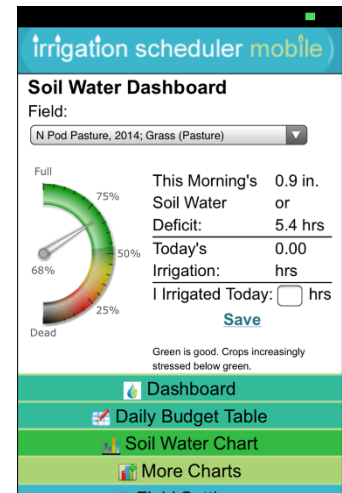 irrigation scheduler mobile
Soil Water Dashboard
Field:
N Pod Pasture, 2014; Grass (Pasture)
Full
75%
50%
68%
25%
Dead
This Morning's 0.9 in.
Soil Water or
Deficit: 5.4 hrs
Today's 0.00
Irrigation: hrs
I Irrigated Today: hrs
Save
Green is good. Crops increasingly
stressed below green.
Dashboard
Daily Budget Table
Soil Water Chart
More Charts